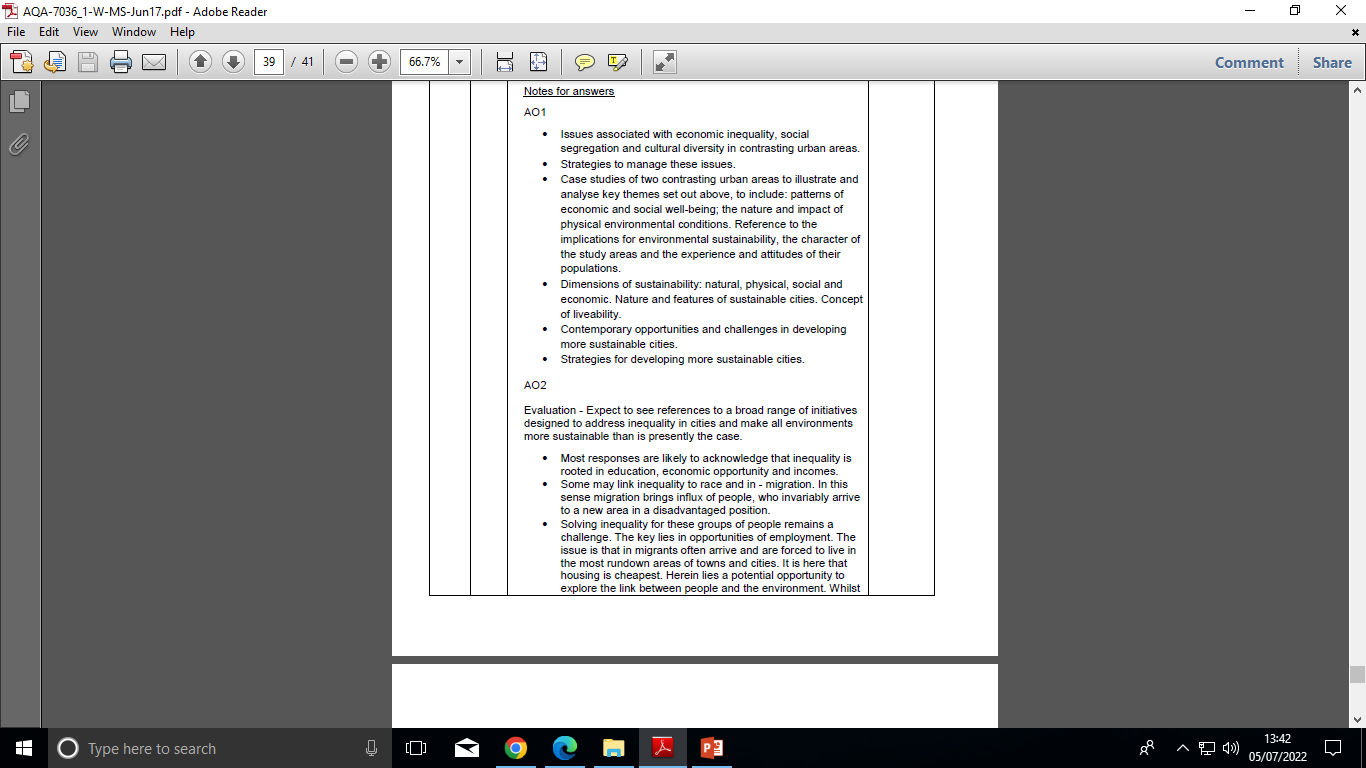 AQA-7036_1-W-MS-Jun17.pdf - Adobe Reader
File Edit View Window Help
39 / 41 66.7% Comment Share
Notes for answers
AO1
• Issues associated with economic inequality, social
segregation and cultural diversity in contrasting urban areas.
• Strategies to manage these issues.
• Case studies of two contrasting urban areas to illustrate and
analyse key themes set out above, to include: patterns of
economic and social well-being; the nature and impact of
physical environmental conditions. Reference to the
implications for environmental sustainability, the character of
the study areas and the experience and attitudes of their
populations.
• Dimensions of sustainability: natural, physical, social and
economic. Nature and features of sustainable cities. Concept
of liveability.
• Contemporary opportunities and challenges in developing
more sustainable cities.
• Strategies for developing more sustainable cities.
AO2
Evaluation - Expect to see references to a broad range of initiatives
designed to address inequality in cities and make all environments
more sustainable than is presently the case.
• Most responses are likely to acknowledge that inequality is
rooted in education, economic opportunity and incomes.
• Some may link inequality to race and in - migration. In this
sense migration brings influx of people, who invariably arrive
to a new area in a disadvantaged position.
• Solving inequality for these groups of people remains a
challenge. The key lies in opportunities of employment. The
issue is that in migrants often arrive and are forced to live in
the most rundown areas of towns and cities. It is here that
housing is cheapest. Herein lies a potential opportunity to
explore the link between people and the environment. Whilst
Type here to search
13:42
05/07/2022